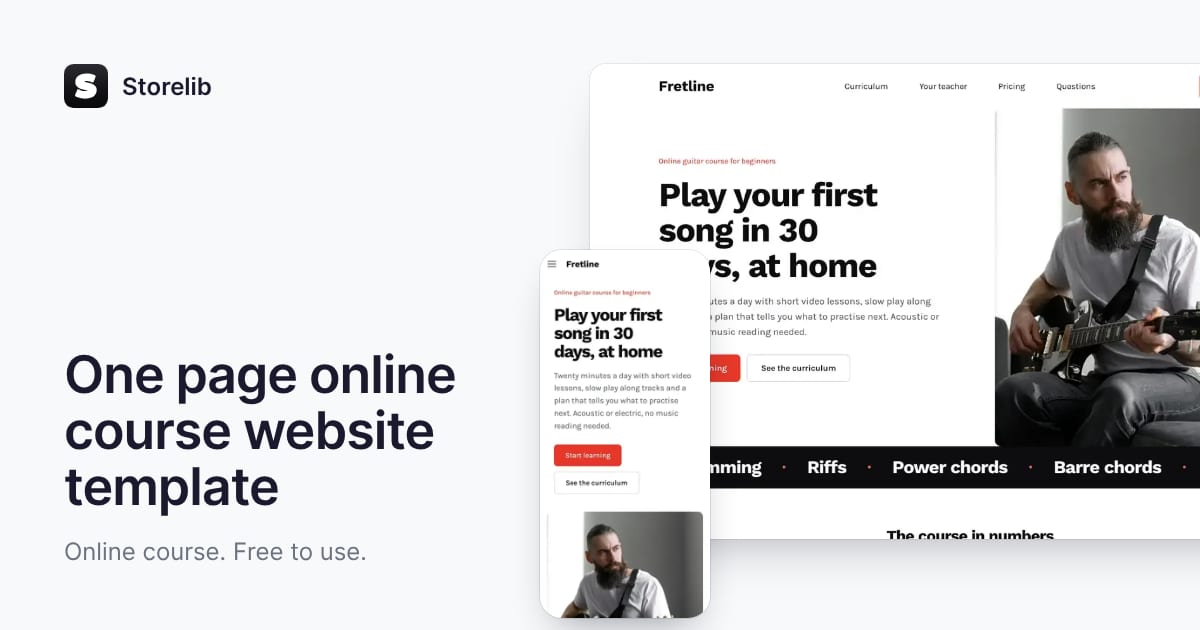 Storelib
One page online
course website
template
Online course. Free to use.
Fretline
Curriculum
Your teacher
Pricing
Questions
Online guitar course for beginners
Play your first
song in 30
at home
a day with short video lessons, slow play along
plan that tells you what to practise next. Acoustic or
music reading needed.
See the curriculum
Riffs
Power chords
Barre chords
The course in numbers
Fretline
Online guitar course for beginners
Play your first
song in 30
days, at home
Twenty minutes a day with short video
lessons, slow play along tracks and a
plan that tells you what to practise
next. Acoustic or electric, no music
reading needed.
Start learning
See the curriculum